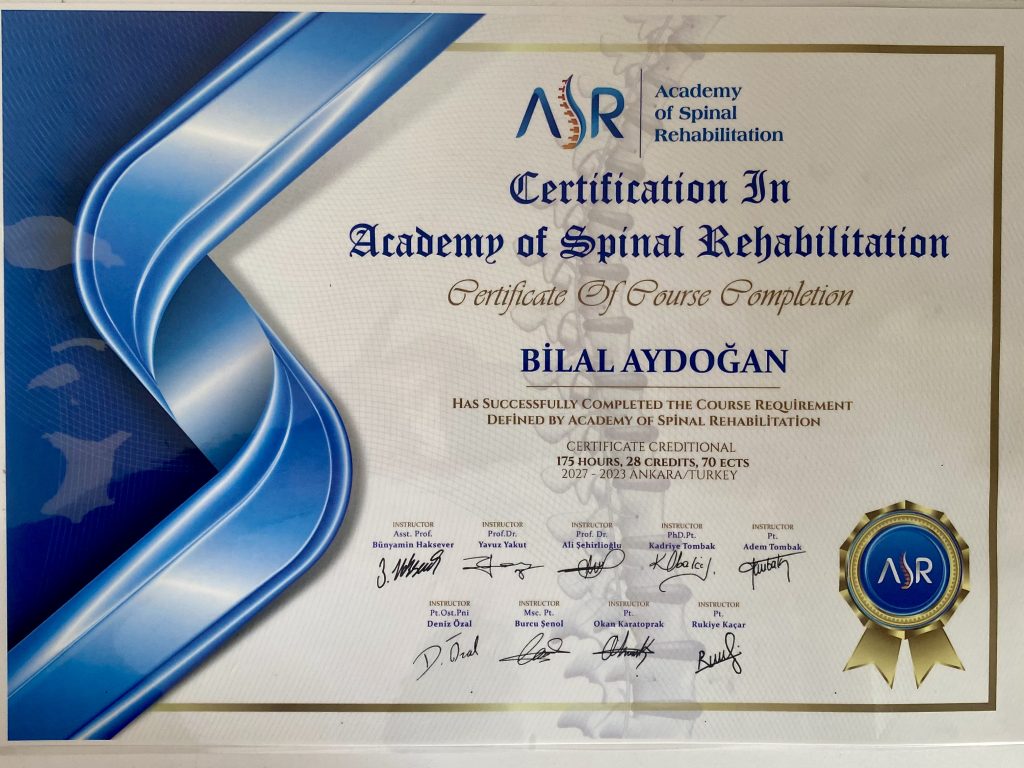 ASR
Academy
of Spinal
Rehabilitation
Certification In
Academy of Spinal Rehabilitation
Certificate Of Course Completion
BİLAL AYDOĞAN
HAS SUCCESSFULLY COMPLETED THE COURSE REQUİREMENT
DEFINED BY ACADEMY OF SPİNAL REHABİLİTATION
CERTIFICATE CREDITIONAL
175 HOURS, 28 CREDITS, 70 ECTS
2027 - 2023 ANKARA/TURKEY
INSTRUCTOR INSTRUCTOR INSTRUCTOR INSTRUCTOR INSTRUCTOR
Asst. Prof. Prof.Dr. Prof. Dr. PhD.Pt. Pt.
Bünyamin Haksever Yavuz Yakut Ali Şehirlioğlu Kadriye Tombak Adem Tombak
ASR
INSTRUCTOR INSTRUCTOR INSTRUCTOR INSTRUCTOR
Pt.Ost.Pni Msc. Pt. Pt. Pt.
Deniz Özal Burcu Şenol Okan Karatoprak Rukiye Kaçar
D. Özal